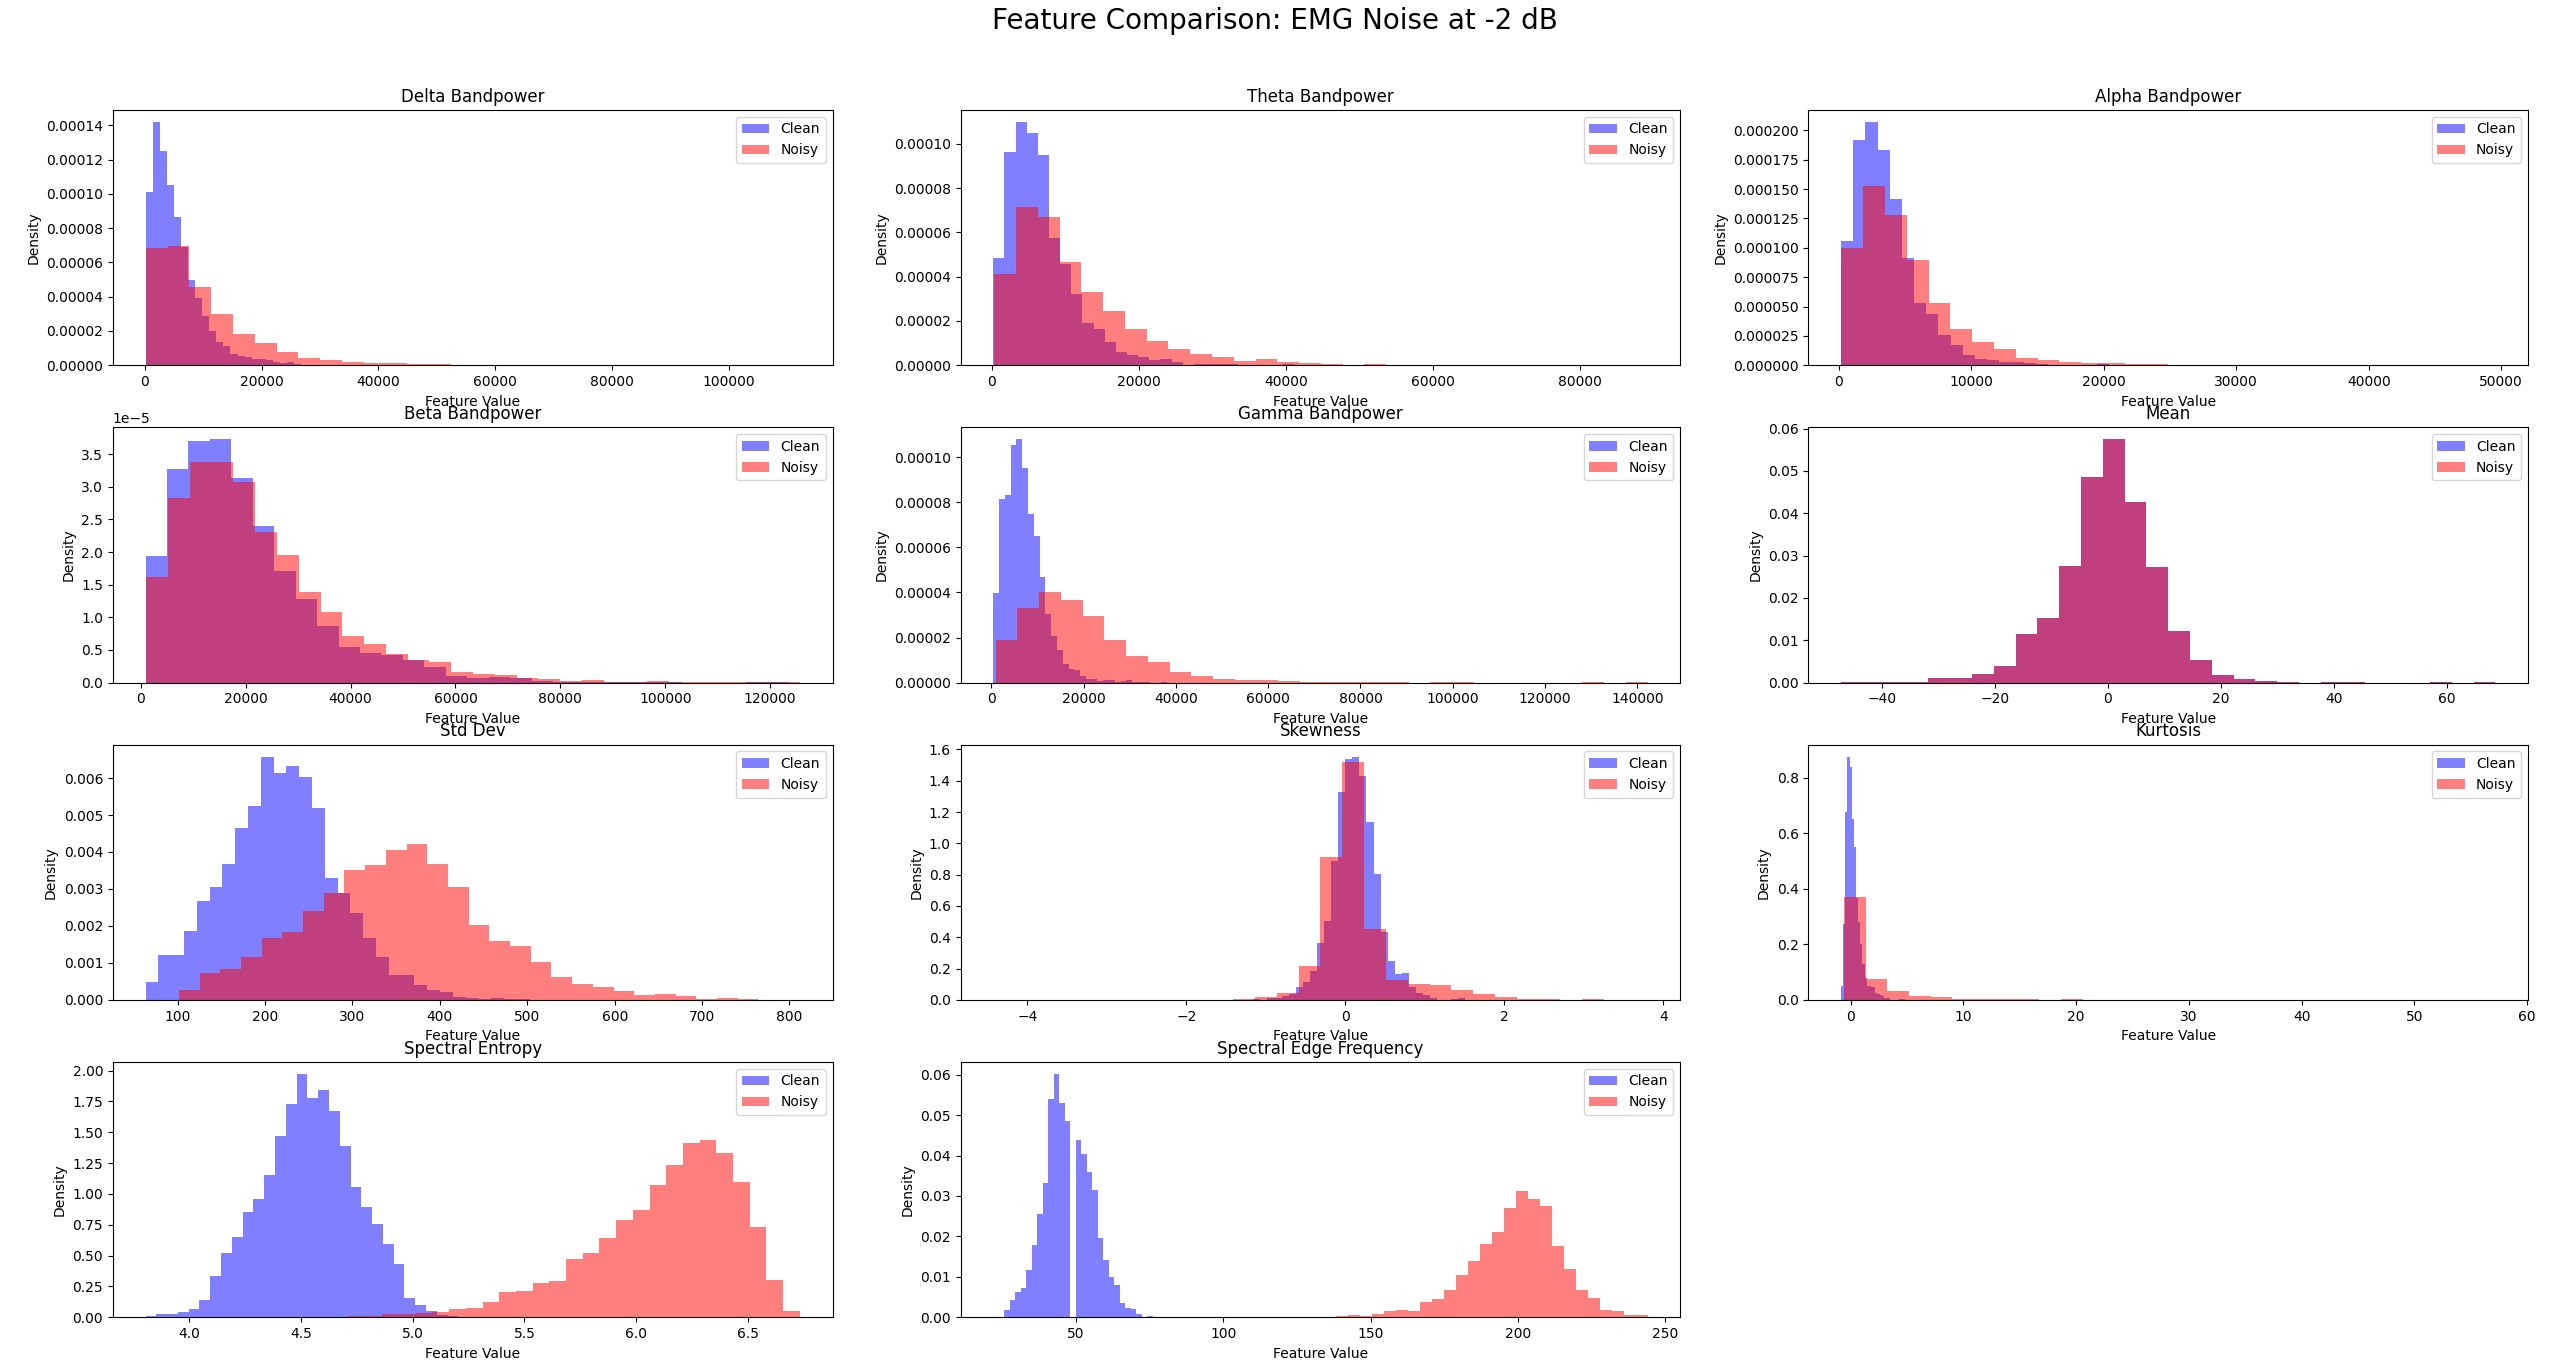 Feature Comparison: EMG Noise at -2 dB
Delta Bandpower
Density
0.00014
0.00012
0.00010
0.00008
0.00006
0.00004
0.00002
0.00000
Clean
Noisy
0 20000 40000 60000 80000 100000
Feature Value
Theta Bandpower
Density
0.00010
0.00008
0.00006
0.00004
0.00002
0.00000
Clean
Noisy
0 20000 40000 60000 80000
Feature Value
Alpha Bandpower
Density
0.000200
0.000175
0.000150
0.000125
0.000100
0.000075
0.000050
0.000025
0.000000
Clean
Noisy
0 10000 20000 30000 40000 50000
Feature Value
Beta Bandpower
1e−5
Density
3.5
3.0
2.5
2.0
1.5
1.0
0.5
0.0
Clean
Noisy
0 20000 40000 60000 80000 100000 120000
Feature Value
Gamma Bandpower
Density
0.00010
0.00008
0.00006
0.00004
0.00002
0.00000
Clean
Noisy
0 20000 40000 60000 80000 100000 120000 140000
Feature Value
Mean
Density
0.06
0.05
0.04
0.03
0.02
0.01
0.00
Clean
Noisy
−40 −20 0 20 40 60
Feature Value
Std Dev
Density
0.006
0.005
0.004
0.003
0.002
0.001
0.000
Clean
Noisy
100 200 300 400 500 600 700 800
Feature Value
Skewness
Density
1.6
1.4
1.2
1.0
0.8
0.6
0.4
0.2
0.0
Clean
Noisy
−4 −2 0 2 4
Feature Value
Kurtosis
Density
0.8
0.6
0.4
0.2
0.0
Clean
Noisy
0 10 20 30 40 50 60
Feature Value
Spectral Entropy
Density
2.00
1.75
1.50
1.25
1.00
0.75
0.50
0.25
0.00
Clean
Noisy
4.0 4.5 5.0 5.5 6.0 6.5
Feature Value
Spectral Edge Frequency
Density
0.06
0.05
0.04
0.03
0.02
0.01
0.00
Clean
Noisy
50 100 150 200 250
Feature Value